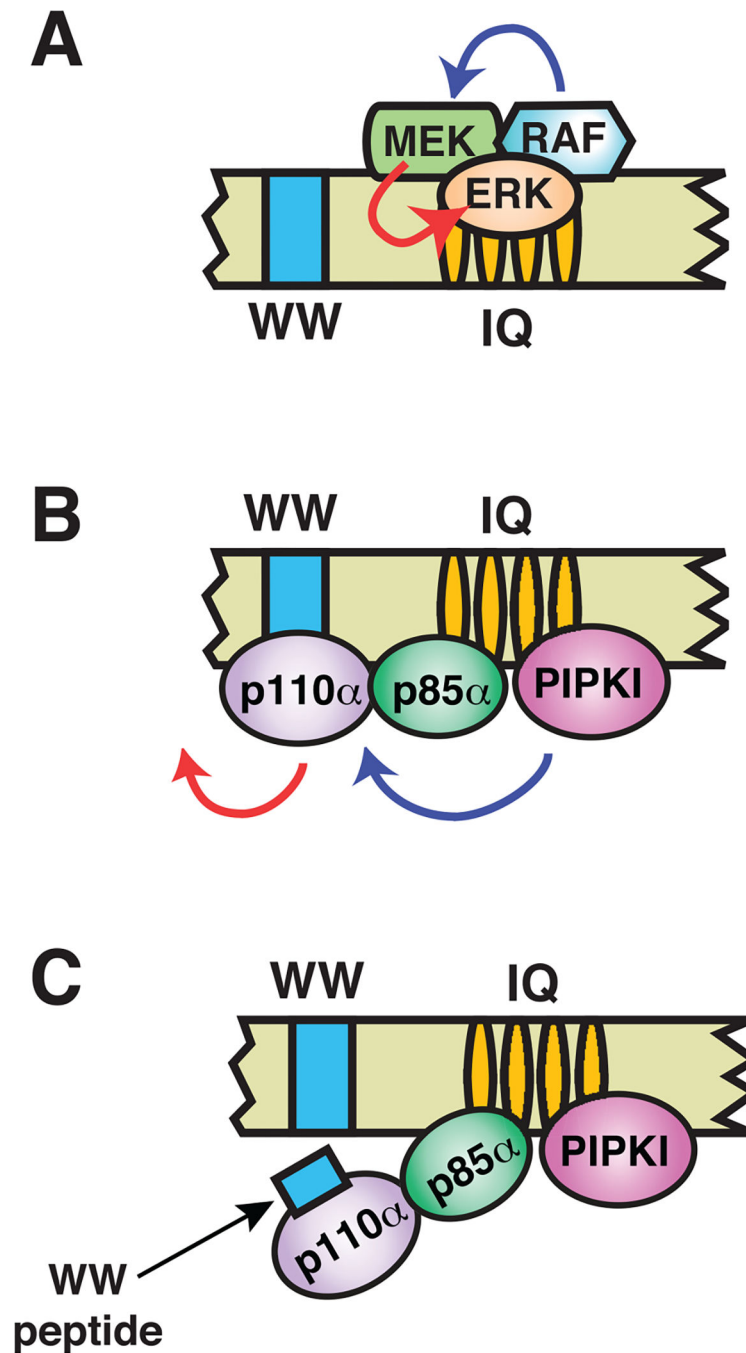 A
MEK
RAF
ERK
WW
IQ
B
WW
IQ
p110α
p85α
PIPKI
C
WW
IQ
p85α
PIPKI
p110α
WW
peptide